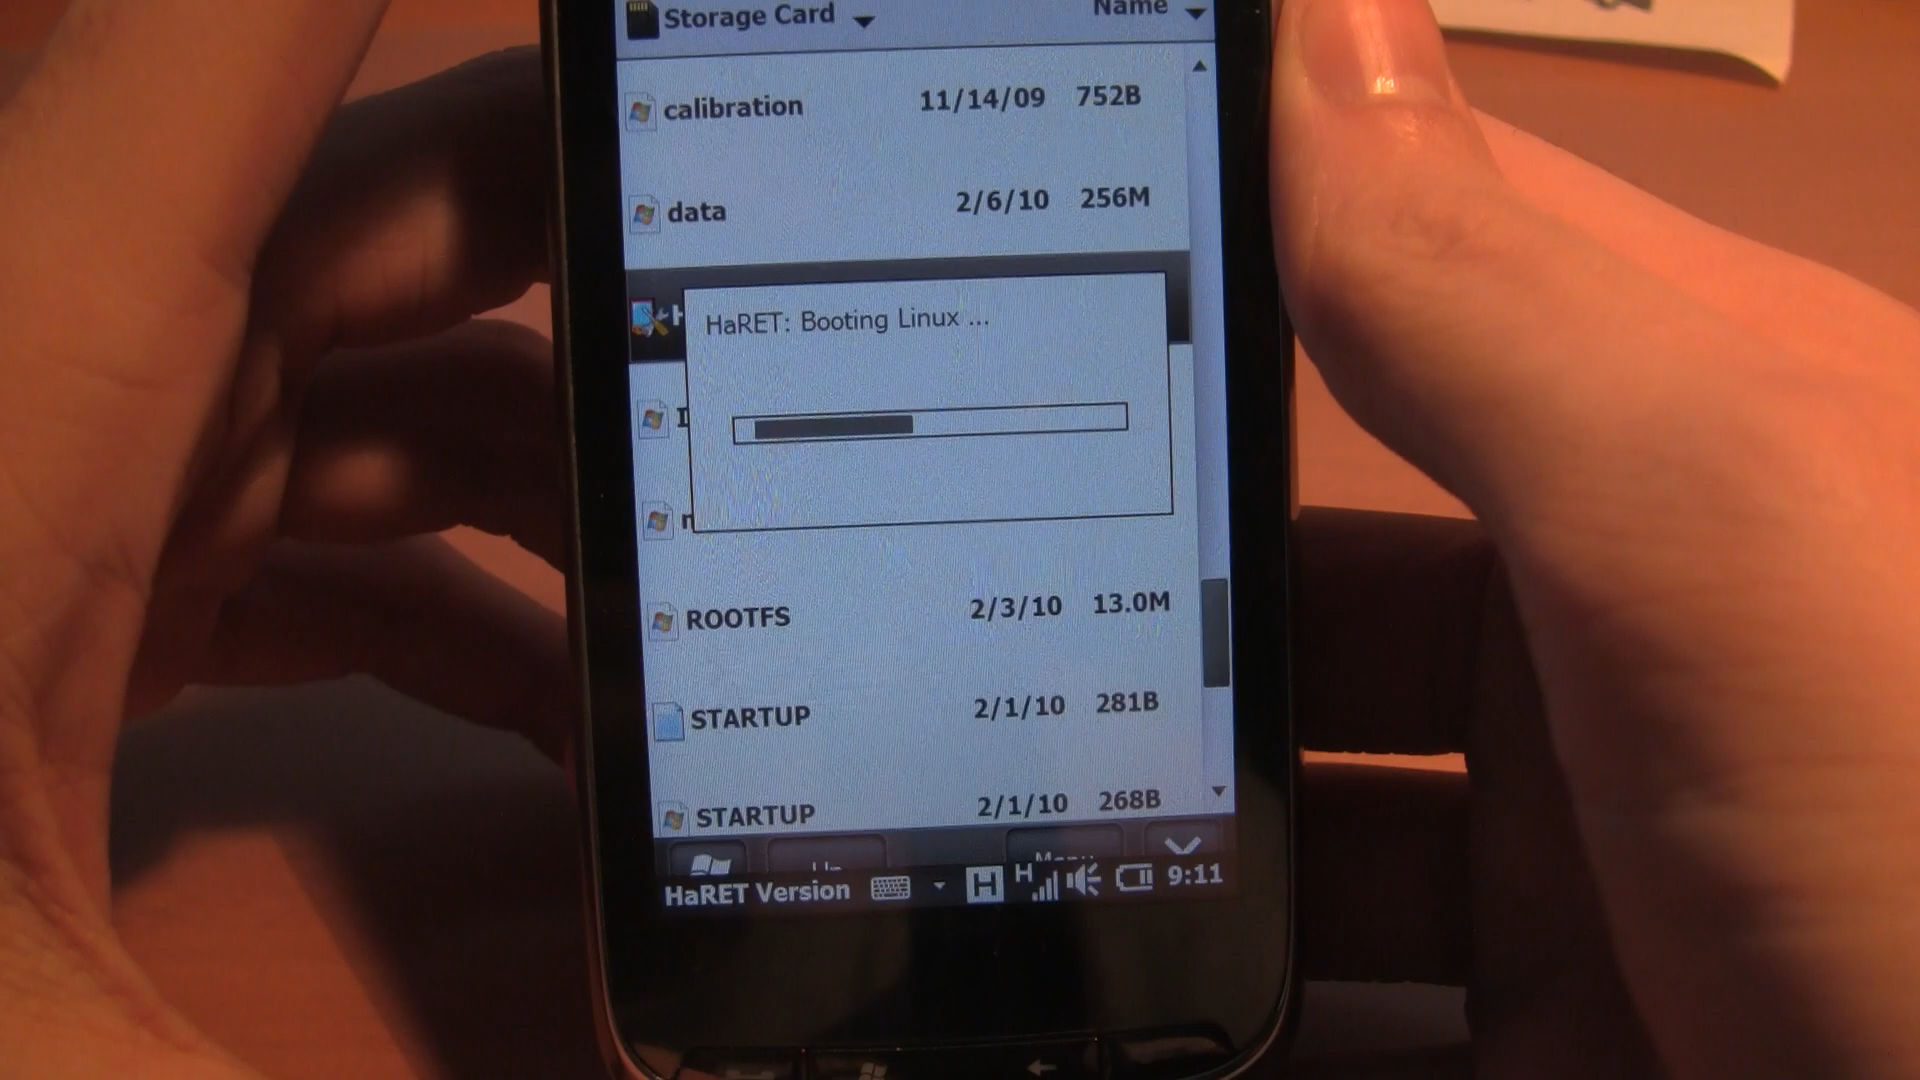 Storage Card Name
calibration 11/14/09 752B
data 2/6/10 256M
H
HaRET: Booting Linux ...
ROOTFS 2/3/10 13.0M
STARTUP 2/1/10 281B
STARTUP 2/1/10 268B
Menu
HaRET Version H H 9:11